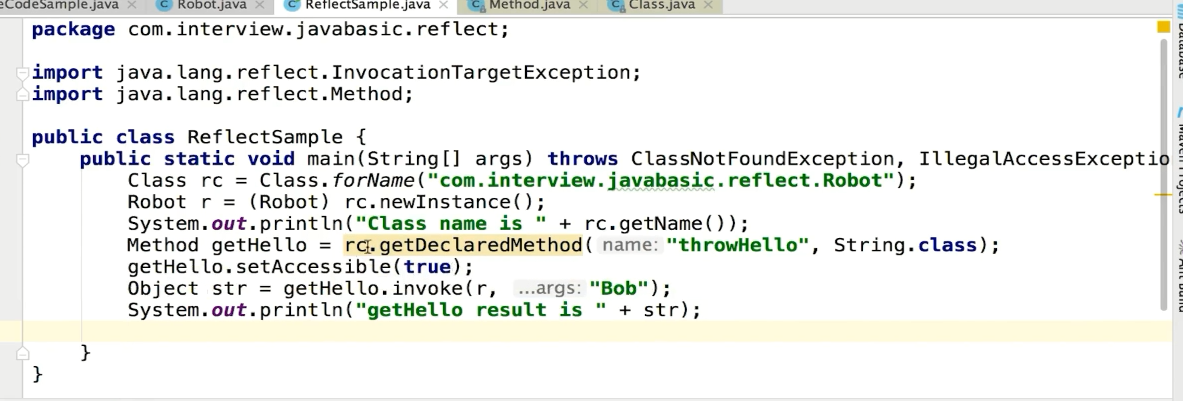 eCodeSample.java Robot.java ReflectSample.java Method.java Class.java
package com.interview.javabasic.reflect;
import java.lang.reflect.InvocationTargetException;
import java.lang.reflect.Method;
public class ReflectSample {
public static void main(String[] args) throws ClassNotFoundException, IllegalAccessExceptio
Class rc = Class.forName("com.interview.javabasic.reflect.Robot");
Robot r = (Robot) rc.newInstance();
System.out.println("Class name is " + rc.getName());
Method getHello = rc.getDeclaredMethod( name: "throwHello", String.class);
getHello.setAccessible(true);
Object str = getHello.invoke(r, ...args: "Bob");
System.out.println("getHello result is " + str);
}
}
Database